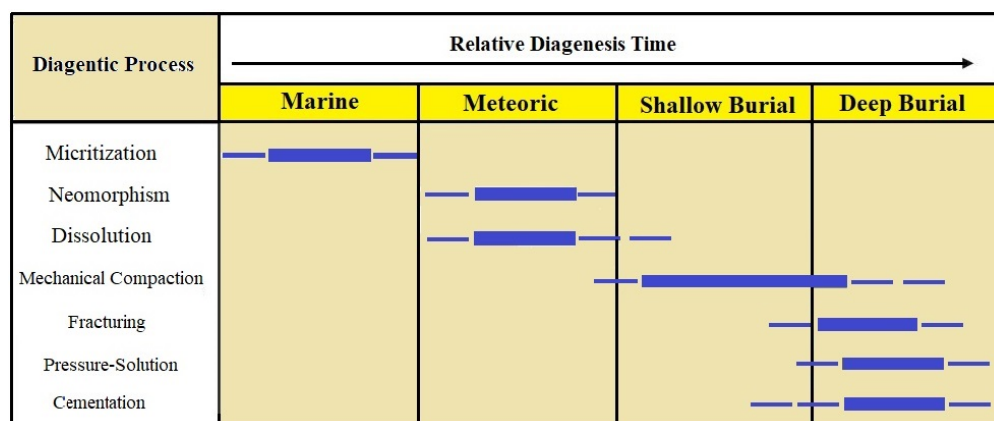 Relative Diagenesis Time
Diagentic Process
Marine
Meteoric
Shallow Burial
Deep Burial
Micritization
Neomorphism
Dissolution
Mechanical Compaction
Fracturing
Pressure-Solution
Cementation